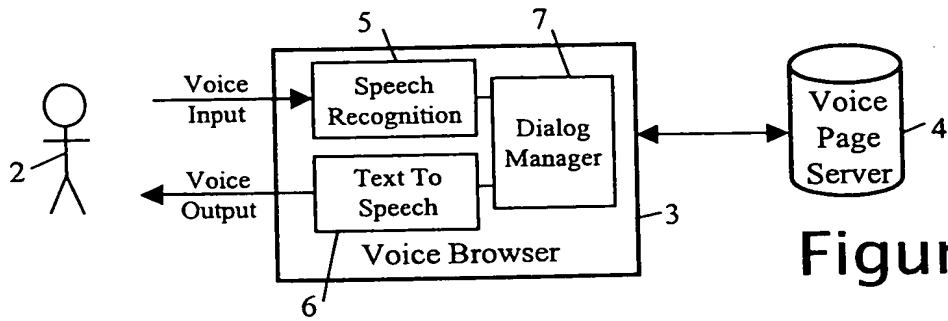 5
7
Voice
Input
Speech
Recognition
Dialog
Manager
Voice
Page
Server
4
2
Voice
Output
Text To
Speech
3
Voice Browser
6
Figur